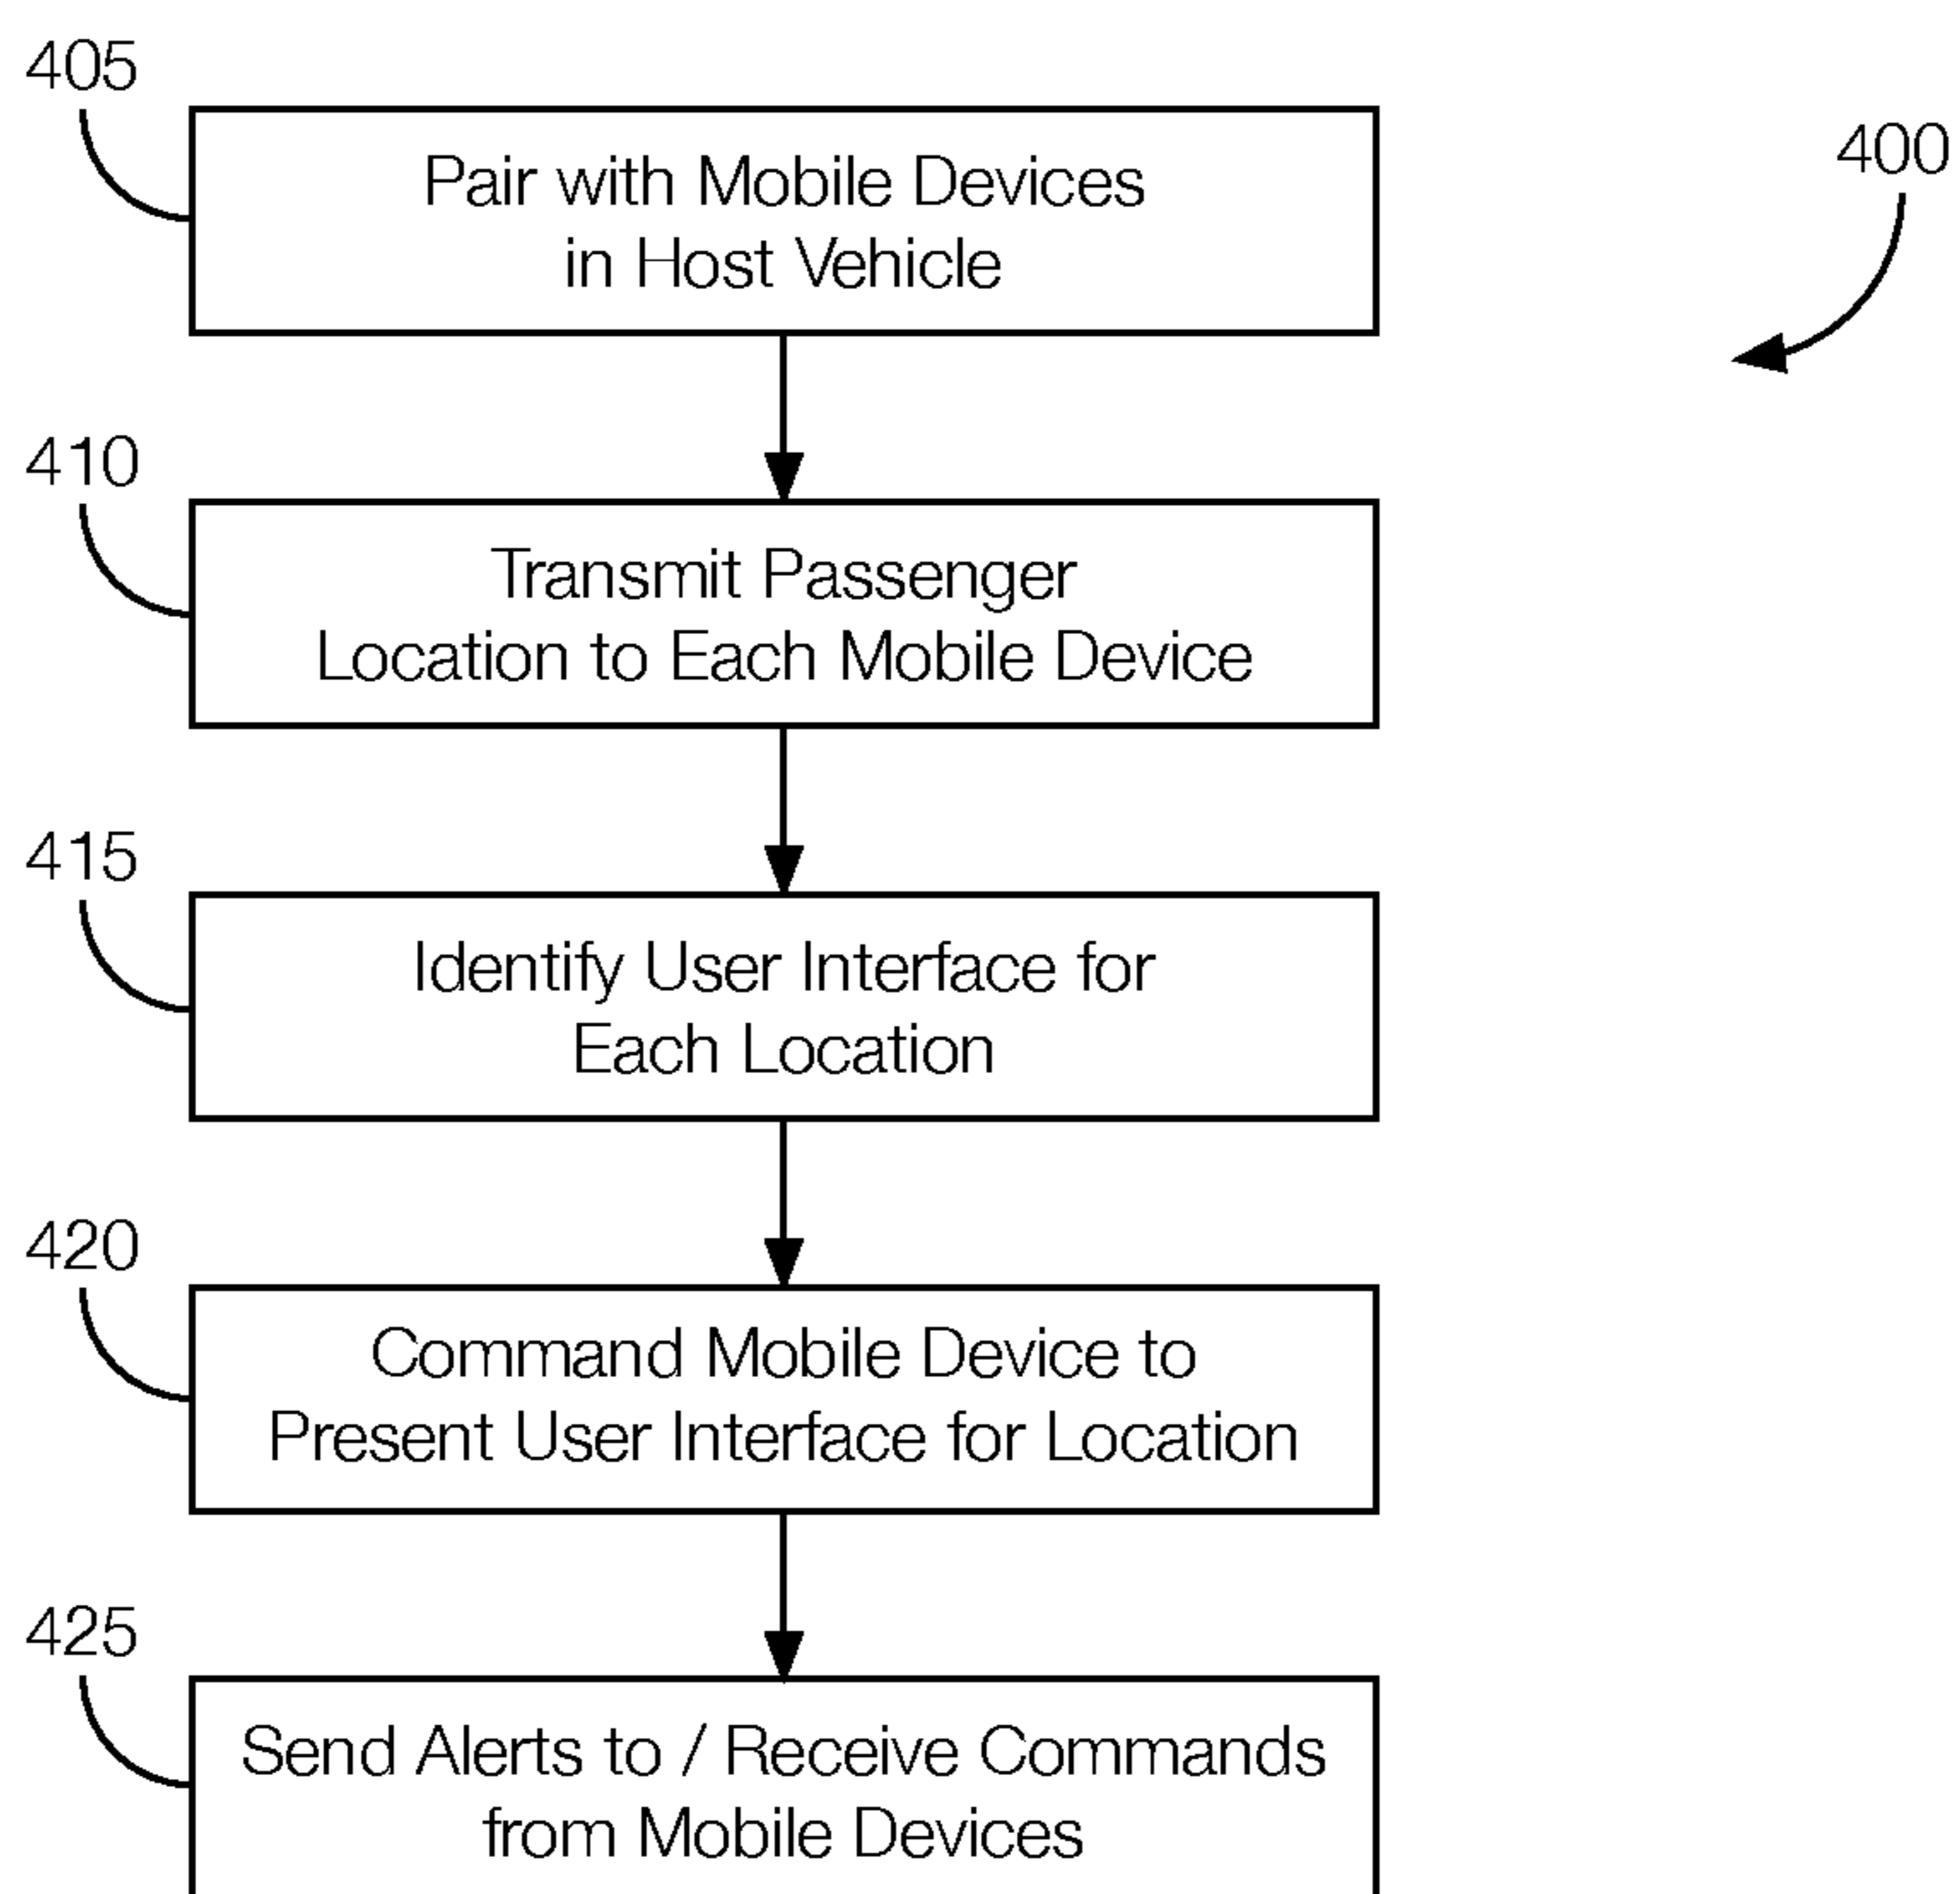 405
Pair with Mobile Devices
in Host Vehicle
400
410
Transmit Passenger
Location to Each Mobile Device
415
Identify User Interface for
Each Location
420
Command Mobile Device to
Present User Interface for Location
425
Send Alerts to / Receive Commands
from Mobile Devices